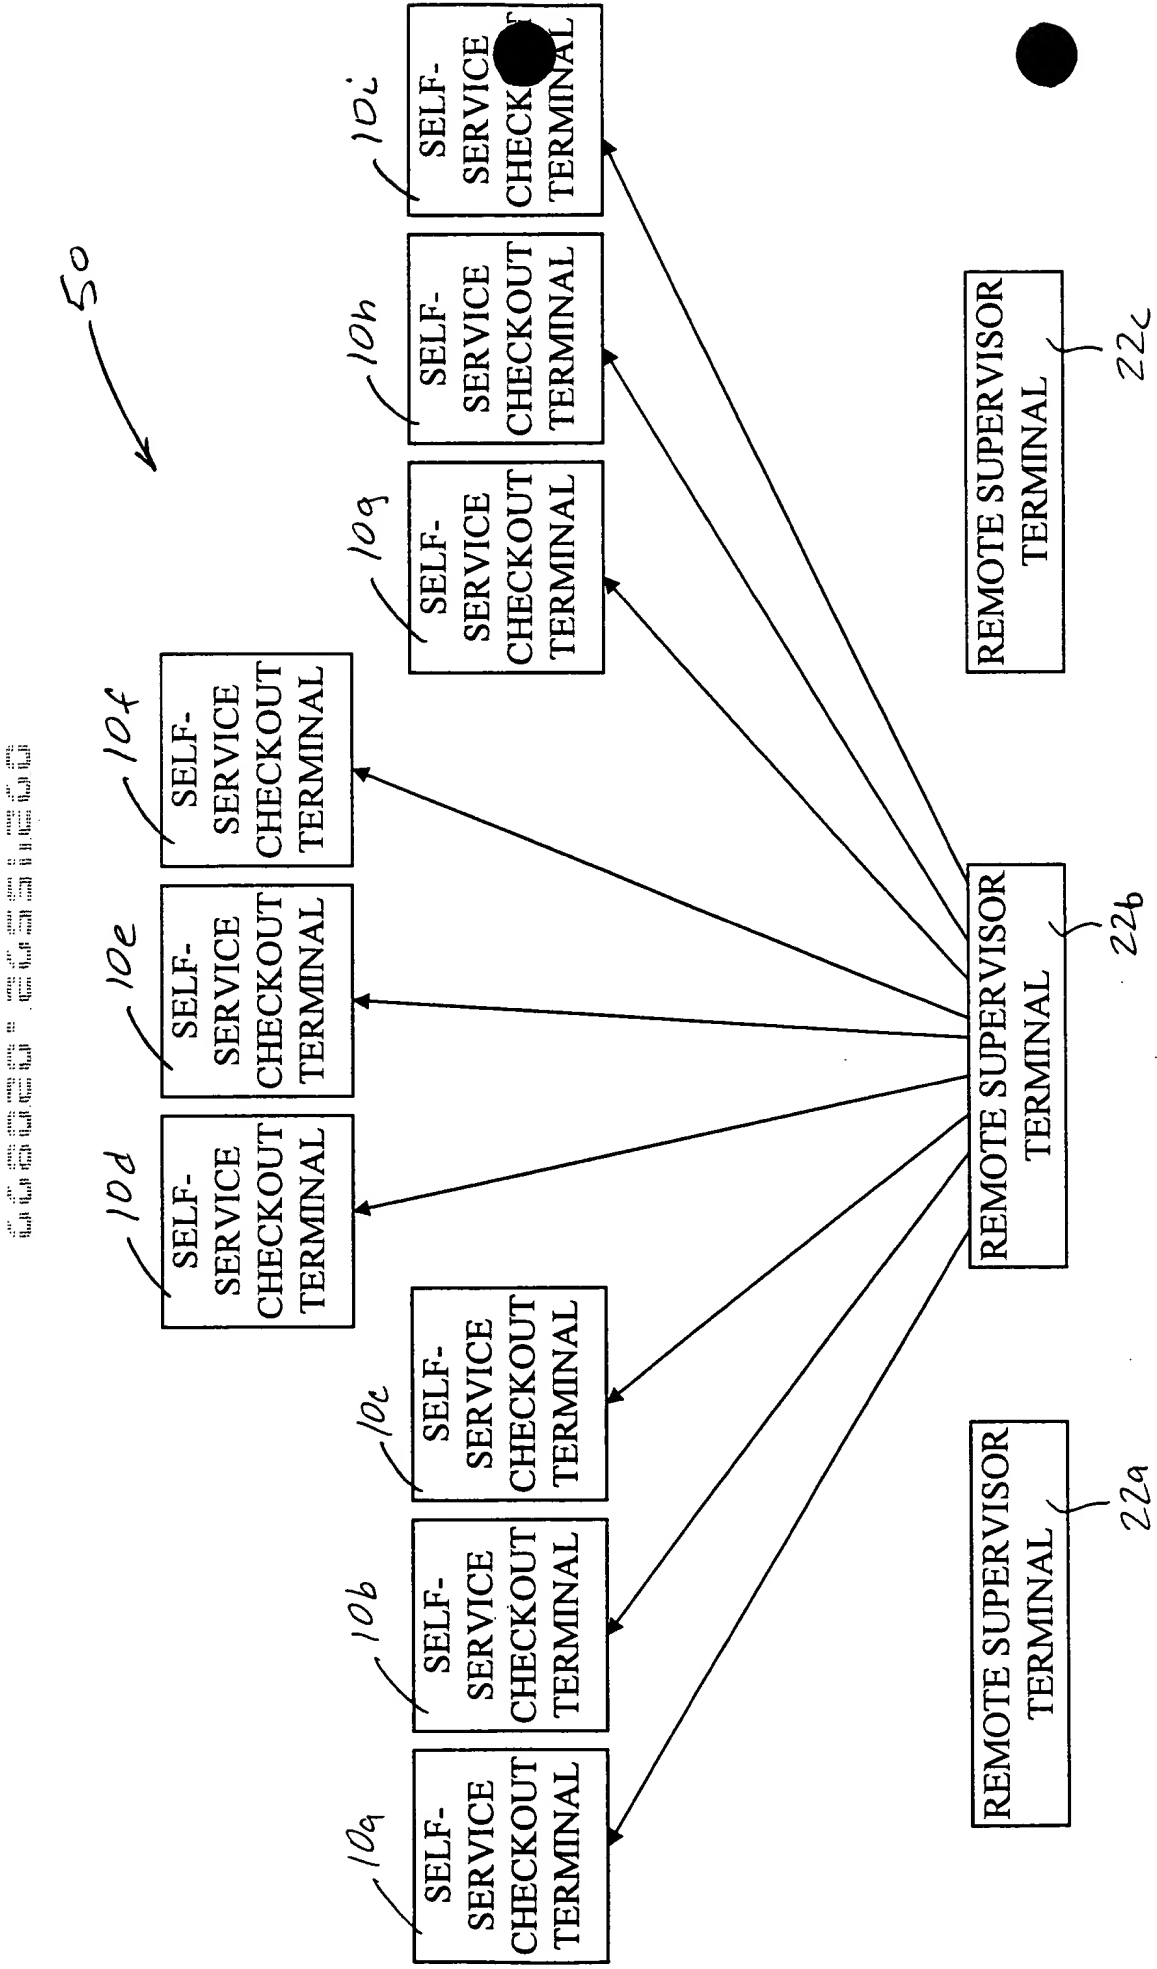 50
10d
10e
10f
SELF-
SERVICE
CHECKOUT
TERMINAL
SELF-
SERVICE
CHECKOUT
TERMINAL
SELF-
SERVICE
CHECKOUT
TERMINAL
10a
10b
10c
10g
10h
10i
SELF-
SERVICE
CHECKOUT
TERMINAL
SELF-
SERVICE
CHECKOUT
TERMINAL
SELF-
SERVICE
CHECKOUT
TERMINAL
SELF-
SERVICE
CHECKOUT
TERMINAL
SELF-
SERVICE
CHECKOUT
TERMINAL
SELF-
SERVICE
CHECK T
TERMINAL
REMOTE SUPERVISOR
TERMINAL
REMOTE SUPERVISOR
TERMINAL
REMOTE SUPERVISOR
TERMINAL
22a
22b
22c